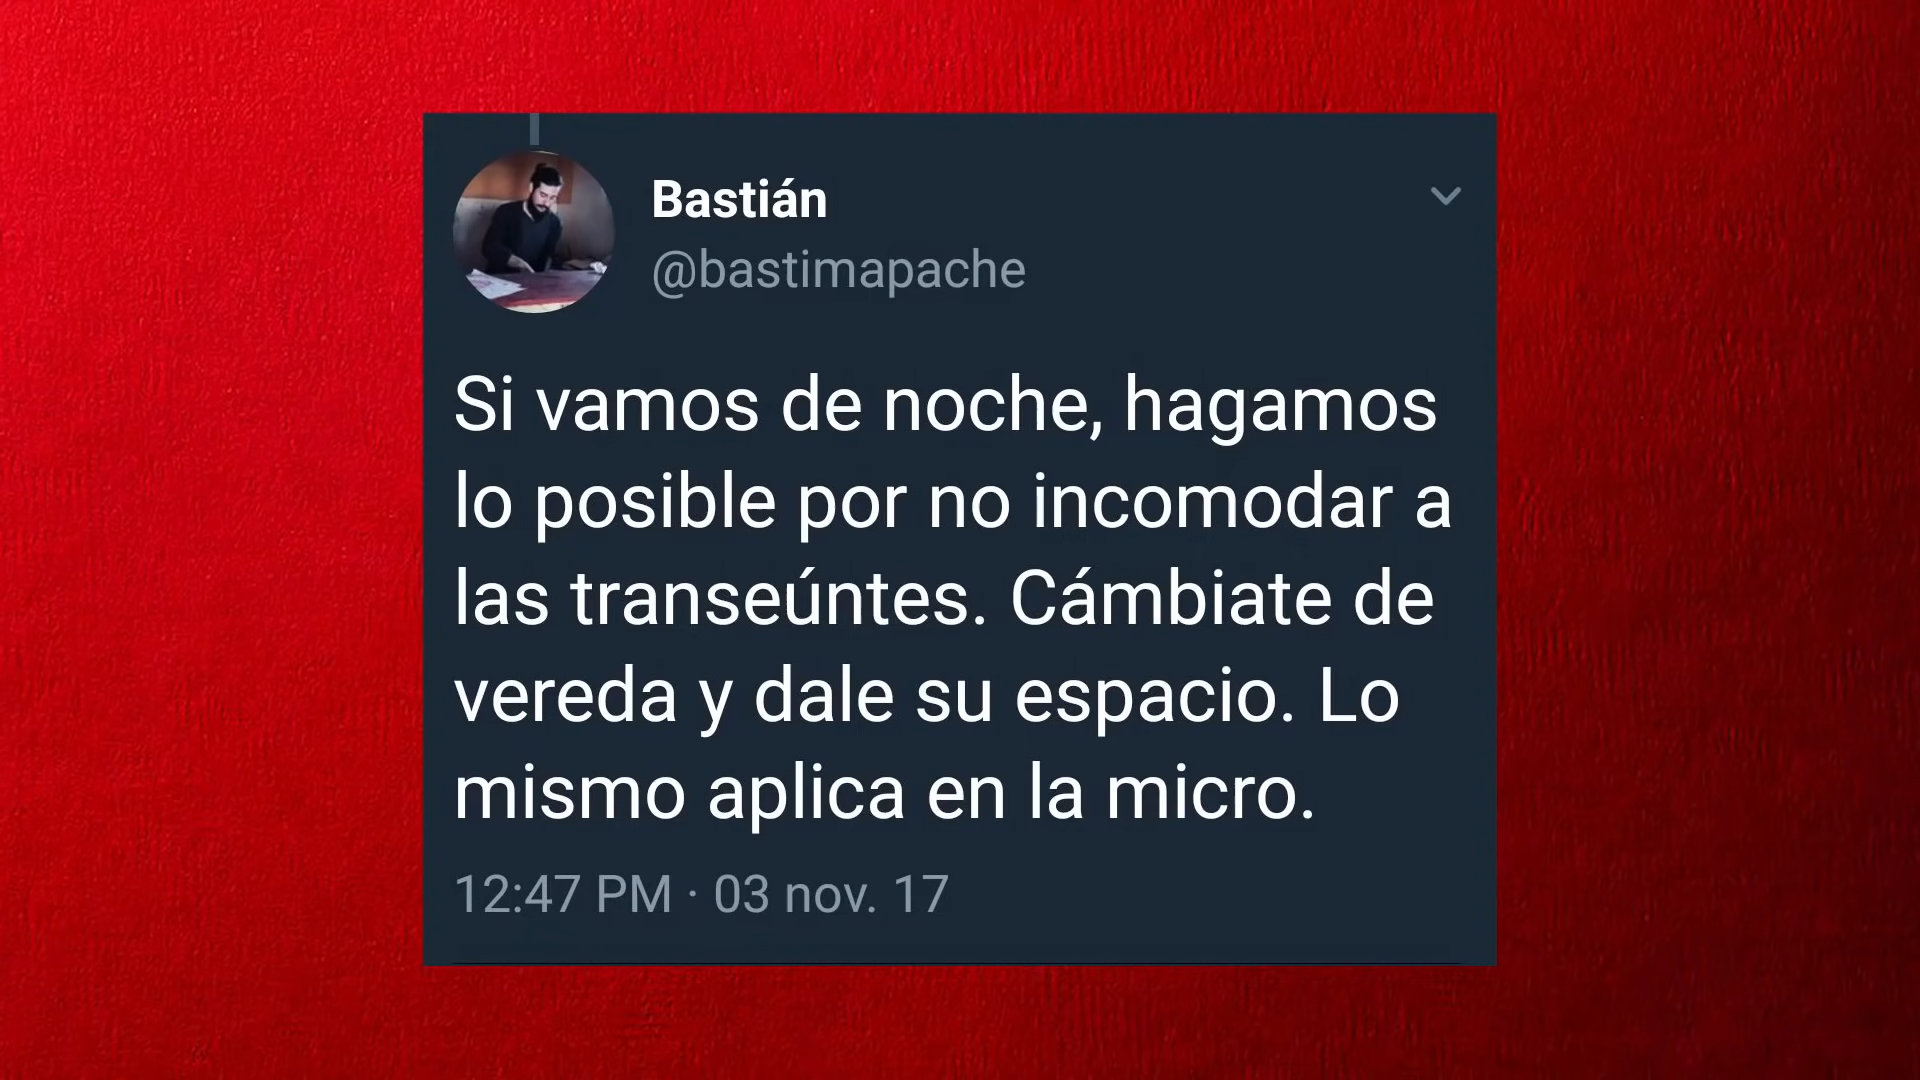 Bastián
@bastimapache
Si vamos de noche, hagamos
lo posible por no incomodar a
las transeúntes. Cámbiate de
vereda y dale su espacio. Lo
mismo aplica en la micro.
12:47 PM · 03 nov. 17